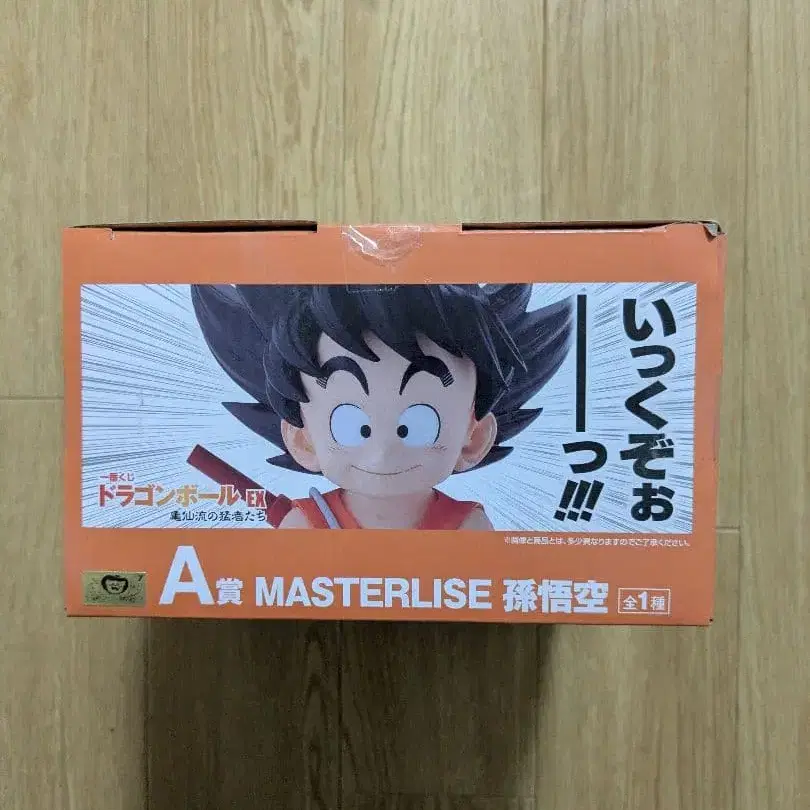 いっくぞぉ
――っ!!!
一番くじ
ドラゴンボール EX
亀仙流の猛者たち
※画像と商品とは、多少異なりますのでご了承ください。
A賞 MASTERLISE 孫悟空 全1種